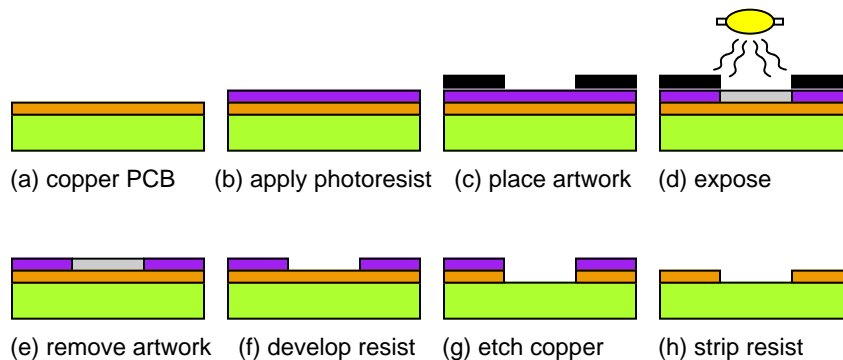 (a) copper PCB
(b) apply photoresist
(c) place artwork
(d) expose
(e) remove artwork
(f) develop resist
(g) etch copper
(h) strip resist